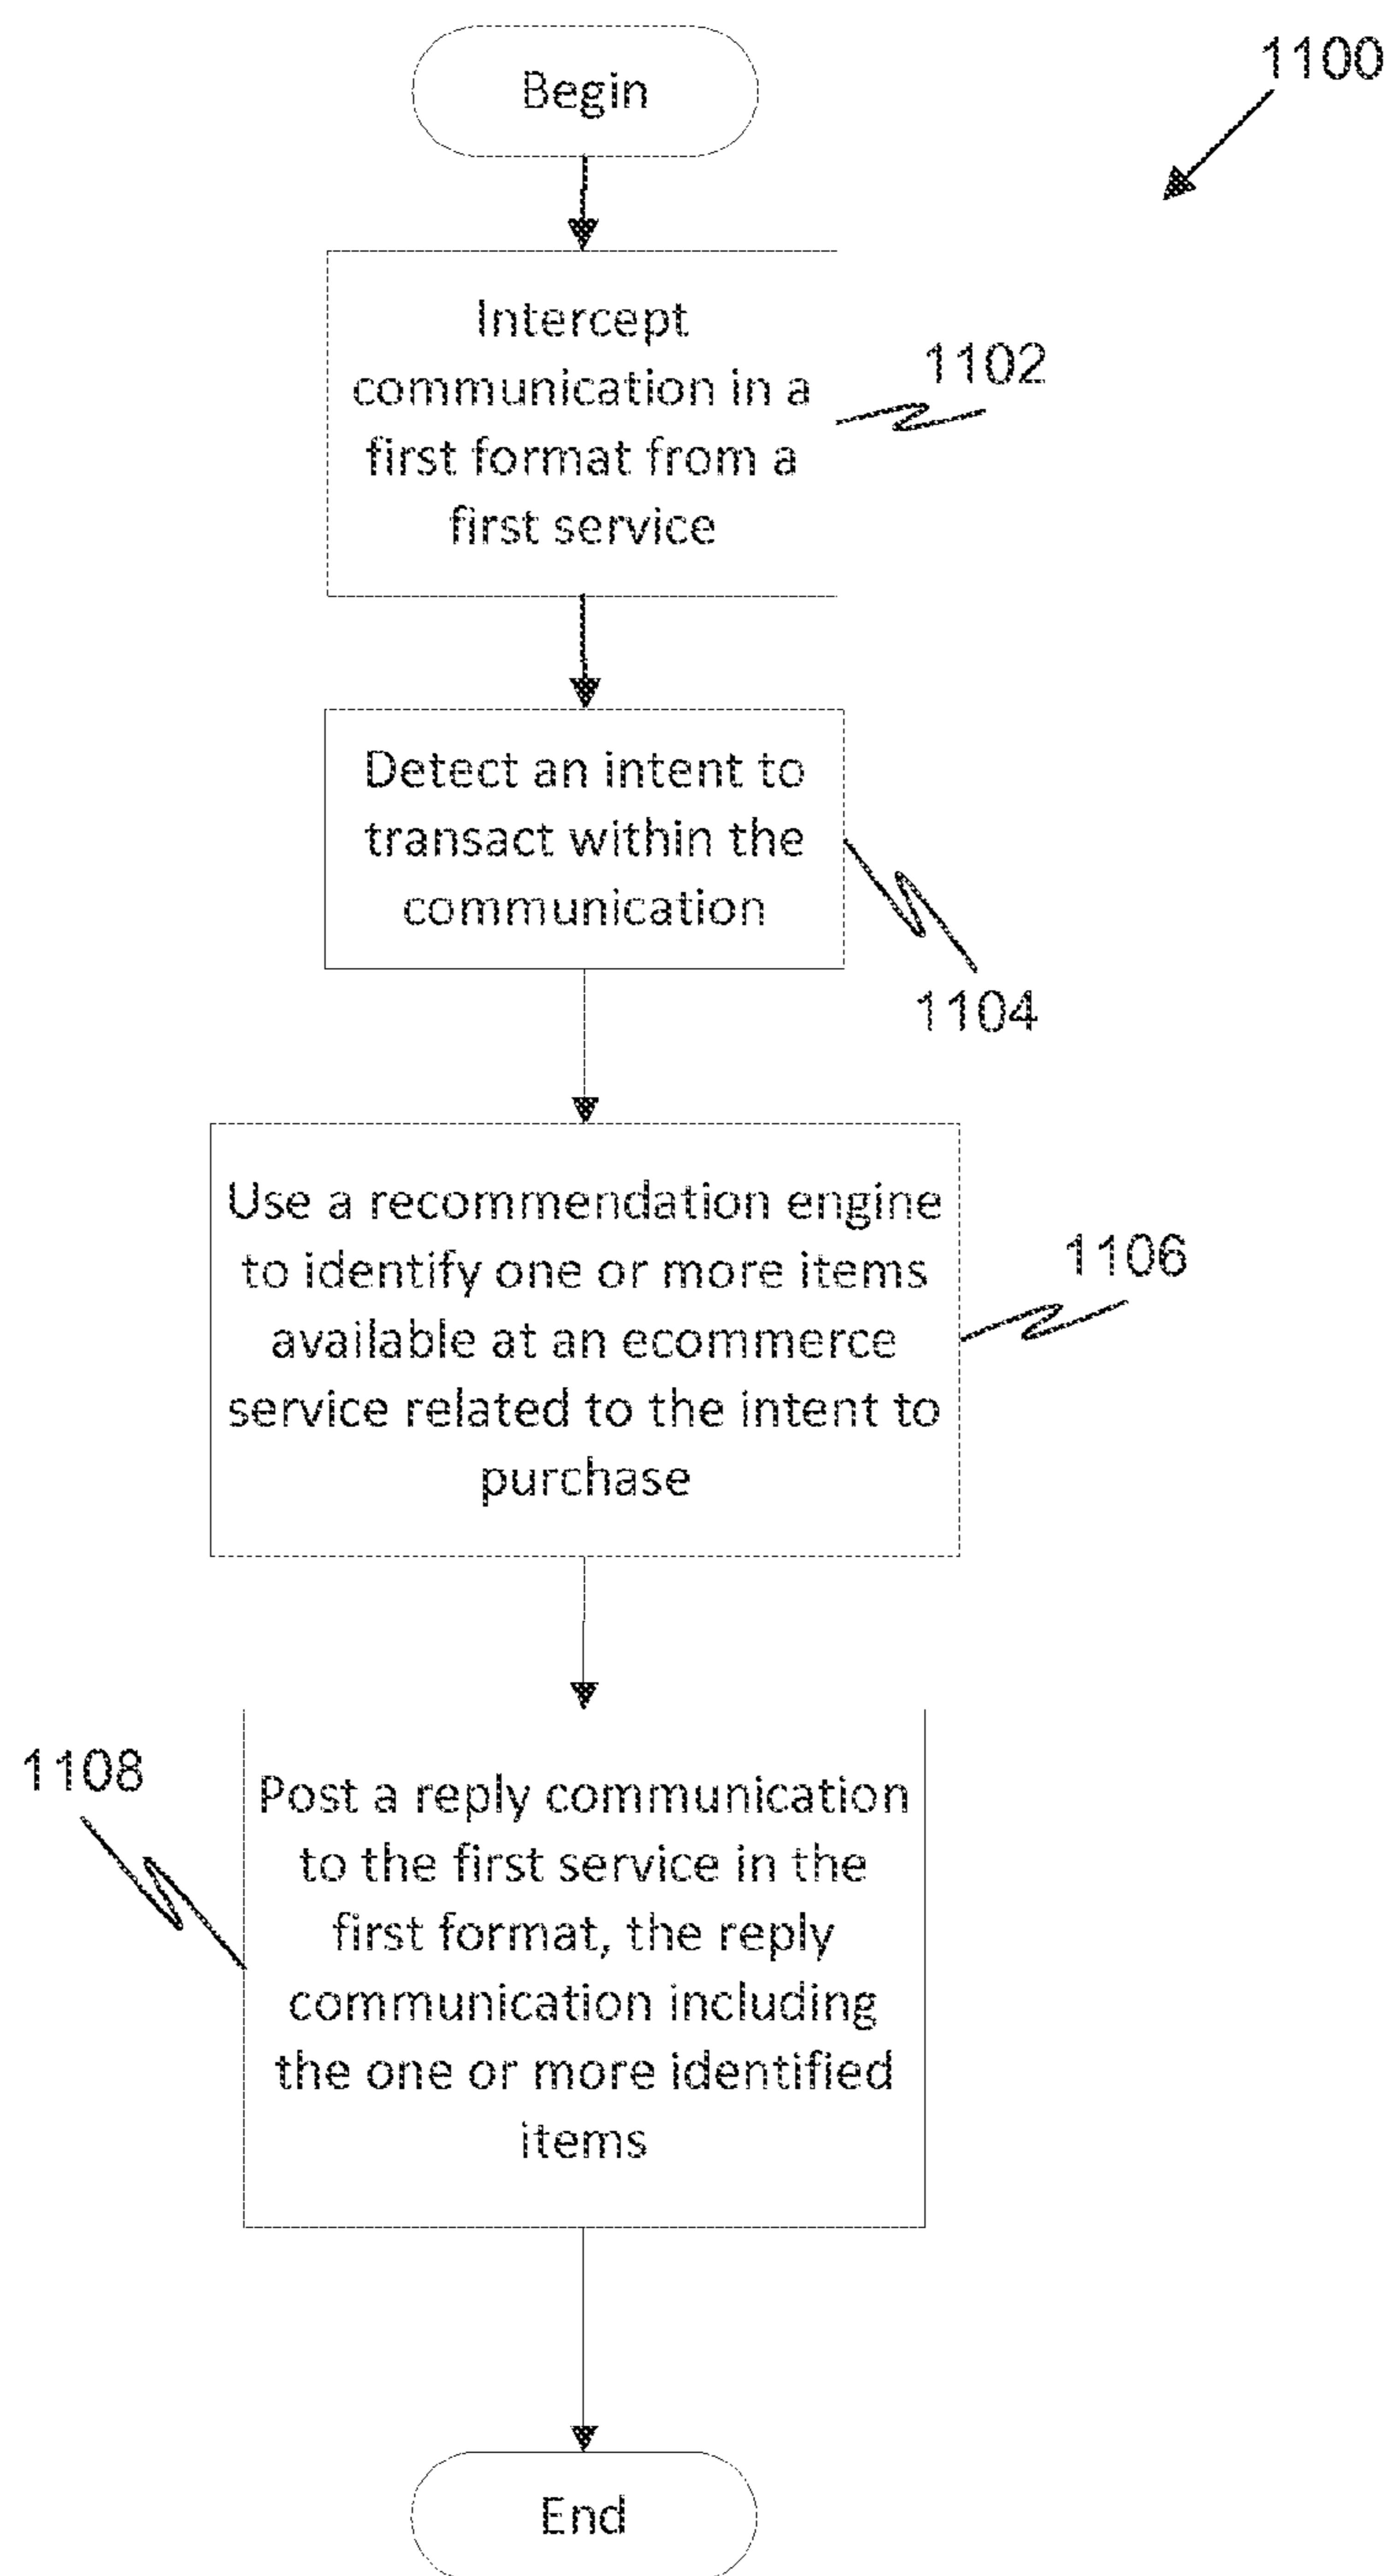 Begin
1100
Intercept
communication in a
first format from a
first service
1102
Detect an intent to
transact within the
communication
1104
Use a recommendation engine
to identify one or more items
available at an ecommerce
service related to the intent to
purchase
1106
1108
Post a reply communication
to the first service in the
first format, the reply
communication including
the one or more identified
items
End